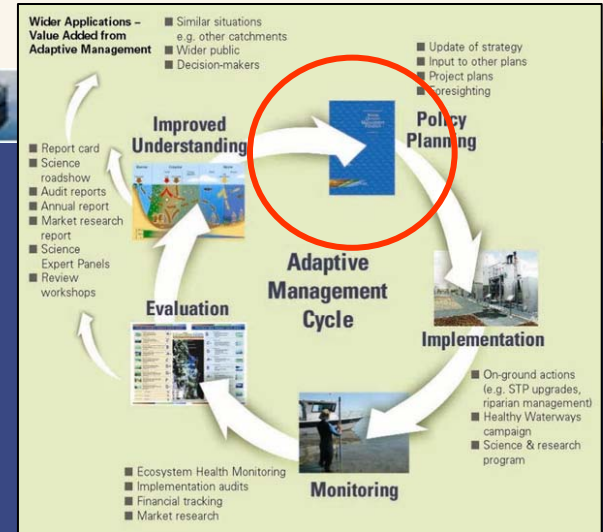 Wider Applications –
Value Added from
Adaptive Management
■ Similar situations
e.g. other catchments
■ Wider public
■ Decision-makers
■ Update of strategy
■ Input to other plans
■ Project plans
■ Foresighting
Policy
Planning
Improved
Understanding
■ Report card
■ Science
roadshow
■ Audit reports
■ Annual report
■ Market research
report
■ Science
Expert Panels
■ Review
workshops
Adaptive
Management
Cycle
Evaluation
Implementation
■ On-ground actions
(e.g. STP upgrades,
riparian management)
■ Healthy Waterways
campaign
■ Science & research
program
■ Ecosystem Health Monitoring
■ Implementation audits
■ Financial tracking
■ Market research
Monitoring